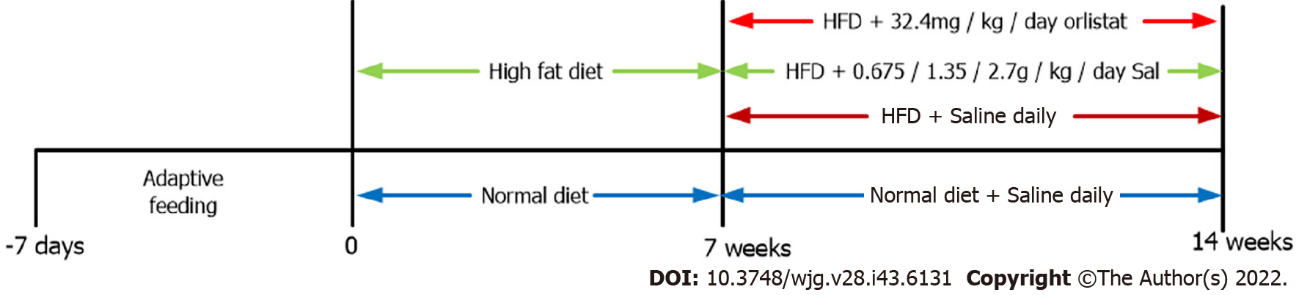 HFD + 32.4mg / kg / day orlistat
High fat diet
HFD + 0.675 / 1.35 / 2.7g / kg / day Sal
HFD + Saline daily
Adaptive
feeding
Normal diet
Normal diet + Saline daily
-7 days
0
7 weeks
14 weeks
DOI: 10.3748/wjg.v28.i43.6131 Copyright ©The Author(s) 2022.